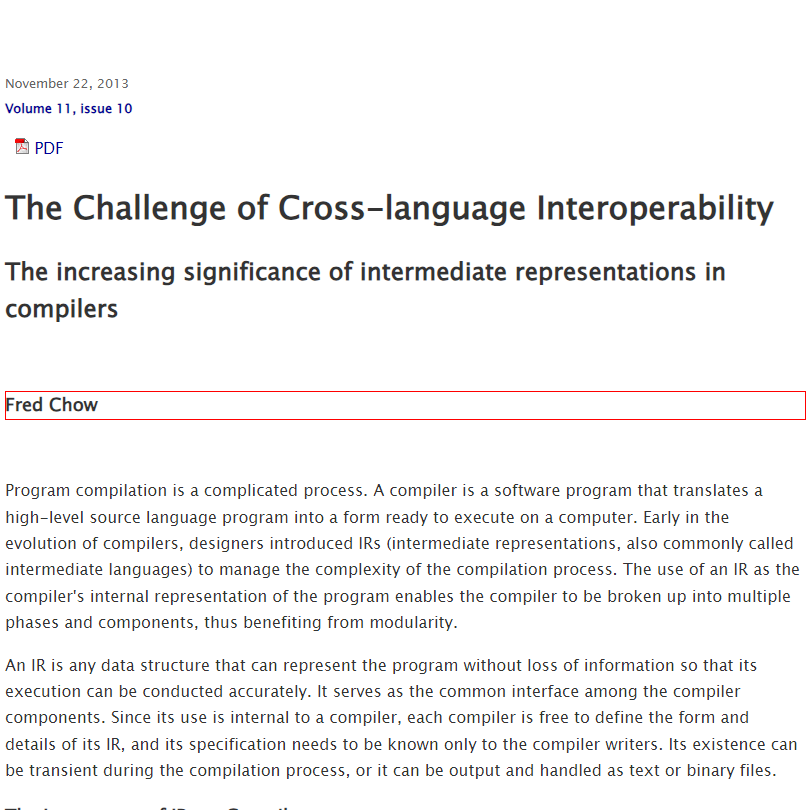 November 22, 2013
Volume 11, issue 10
PDF
The Challenge of Cross-language Interoperability
The increasing significance of intermediate representations in
compilers
Fred Chow
Program compilation is a complicated process. A compiler is a software program that translates a
high-level source language program into a form ready to execute on a computer. Early in the
evolution of compilers, designers introduced IRs (intermediate representations, also commonly called
intermediate languages) to manage the complexity of the compilation process. The use of an IR as the
compiler's internal representation of the program enables the compiler to be broken up into multiple
phases and components, thus benefiting from modularity.
An IR is any data structure that can represent the program without loss of information so that its
execution can be conducted accurately. It serves as the common interface among the compiler
components. Since its use is internal to a compiler, each compiler is free to define the form and
details of its IR, and its specification needs to be known only to the compiler writers. Its existence can
be transient during the compilation process, or it can be output and handled as text or binary files.